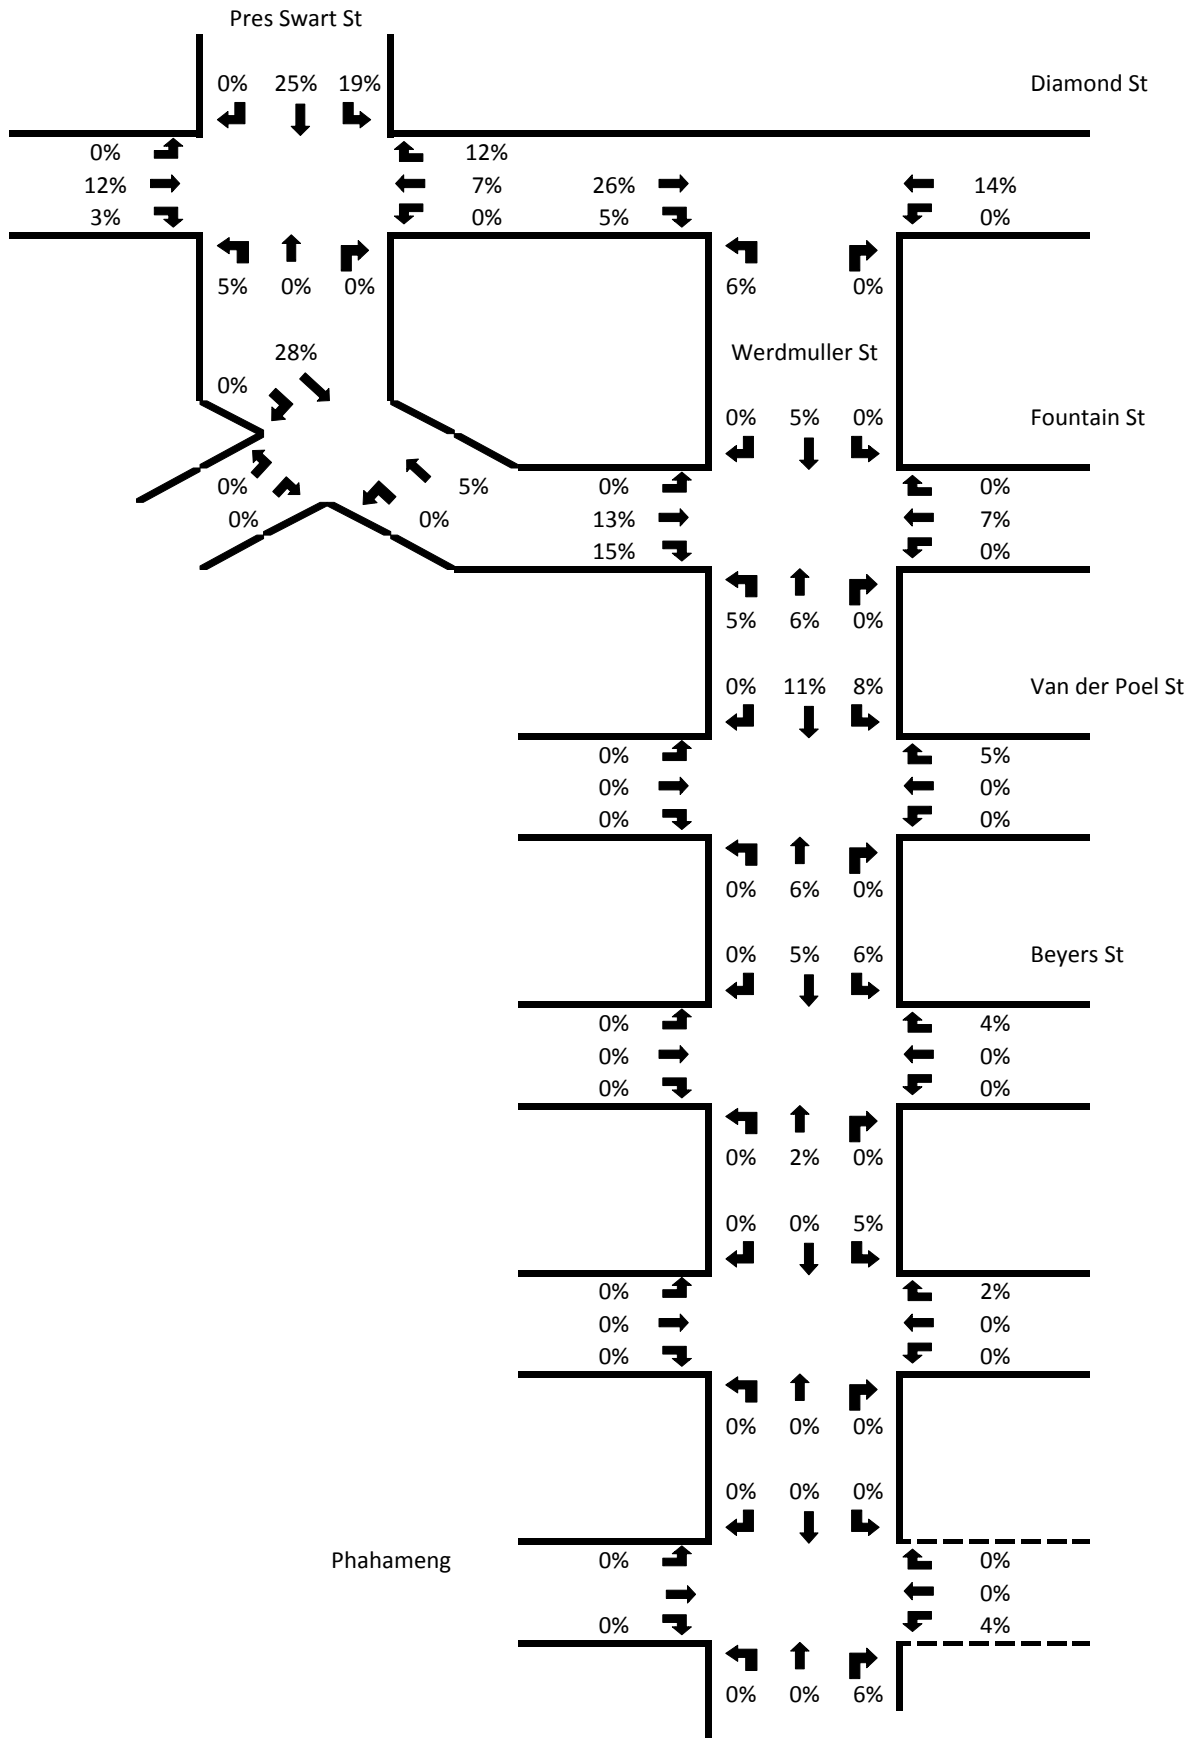 Pres Swart St
0% 25% 19% Diamond St
0% 12%
12% 7% 26% 14%
3% 0% 5% 0%
5% 0% 0% 6% 0%
28% Werdmuller St
0%
0% 5% 0% Fountain St
0% 5% 0% 0%
0% 0% 13% 7%
15% 0%
5% 6% 0%
0% 11% 8% Van der Poel St
0% 5%
0% 0%
0% 0%
0% 6% 0%
0% 5% 6% Beyers St
0% 4%
0% 0%
0% 0%
0% 2% 0%
0% 0% 5%
0% 2%
0% 0%
0% 0%
0% 0% 0%
0% 0% 0%
Phahameng 0% 0%
0%
0% 4%
0% 0% 6%